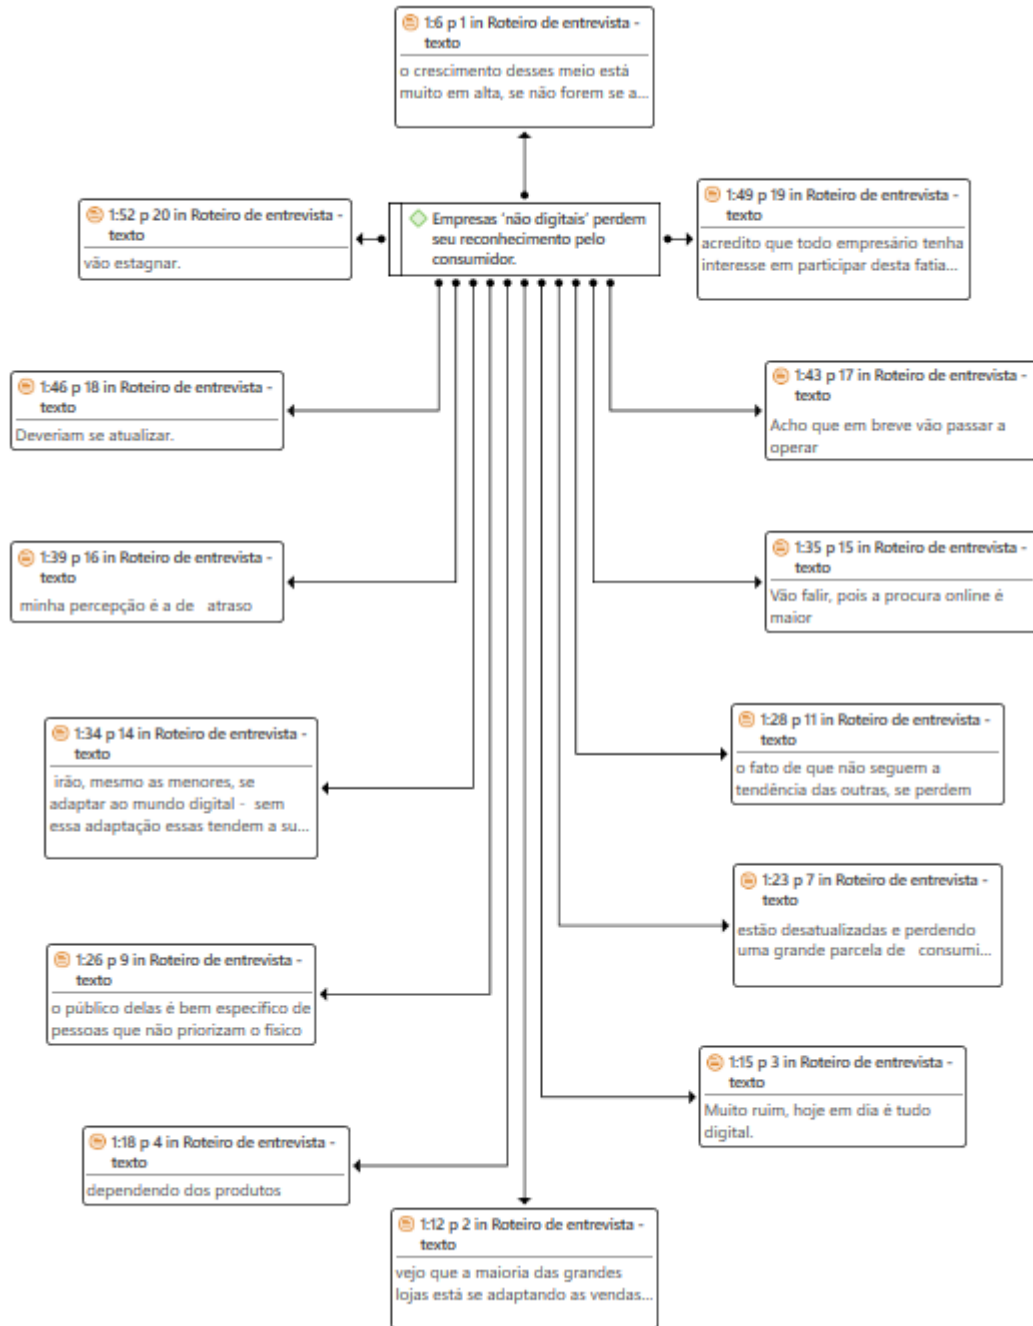 1:6 p 1 in Roteiro de entrevista -
texto
o crescimento desses meio está
muito em alta, se não forem se a...
1:52 p 20 in Roteiro de entrevista -
texto
vão estagnar.
Empresas 'não digitais' perdem
seu reconhecimento pelo
consumidor.
1:49 p 19 in Roteiro de entrevista -
texto
acredito que todo empresário tenha
interesse em participar desta fatia...
1:46 p 18 in Roteiro de entrevista -
texto
Deveriam se atualizar.
1:43 p 17 in Roteiro de entrevista -
texto
Acho que em breve vão passar a
operar
1:39 p 16 in Roteiro de entrevista -
texto
minha percepção é a de atraso
1:35 p 15 in Roteiro de entrevista -
texto
Vão falir, pois a procura online é
maior
1:34 p 14 in Roteiro de entrevista -
texto
irão, mesmo as menores, se
adaptar ao mundo digital - sem
essa adaptação essas tendem a su...
1:28 p 11 in Roteiro de entrevista -
texto
o fato de que não seguem a
tendência das outras, se perdem
1:23 p 7 in Roteiro de entrevista -
texto
estão desatualizadas e perdendo
uma grande parcela de consumi...
1:26 p 9 in Roteiro de entrevista -
texto
o público delas é bem específico de
pessoas que não priorizam o físico
1:15 p 3 in Roteiro de entrevista -
texto
Muito ruim, hoje em dia é tudo
digital.
1:18 p 4 in Roteiro de entrevista -
texto
dependendo dos produtos
1:12 p 2 in Roteiro de entrevista -
texto
vejo que a maioria das grandes
lojas está se adaptando as vendas...